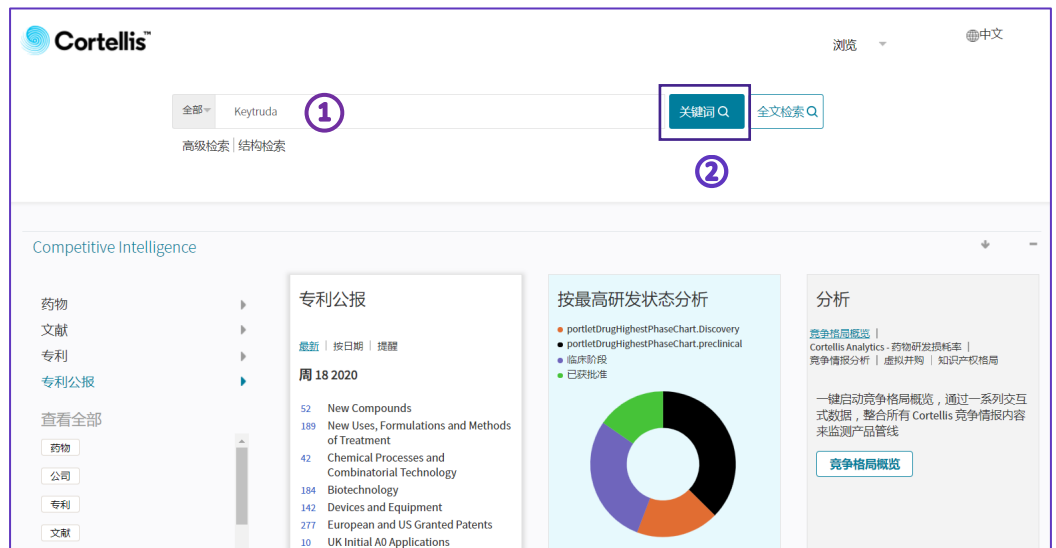 Cortellis™
浏览
中文
全部
Keytruda
①
关键词
全文检索
高级检索 | 结构检索
②
Competitive Intelligence
药物
文献
专利
专利公报
查看全部
药物
公司
专利
文献
专利公报
最新 | 按日期 | 提醒
周 18 2020
52 New Compounds
189 New Uses, Formulations and Methods
of Treatment
42 Chemical Processes and
Combinatorial Technology
184 Biotechnology
142 Devices and Equipment
277 European and US Granted Patents
10 UK Initial A0 Applications
按最高研发状态分析
portletDrugHighestPhaseChart.Discovery
portletDrugHighestPhaseChart.preclinical
临床阶段
已获批准
分析
竞争格局概览 |
Cortellis Analytics - 药物研发损耗率 |
竞争情报分析 | 虚拟并购 | 知识产权格局
一键启动竞争格局概览，通过一系列交互
式数据，整合所有 Cortellis 竞争情报内容
来监测产品管线
竞争格局概览